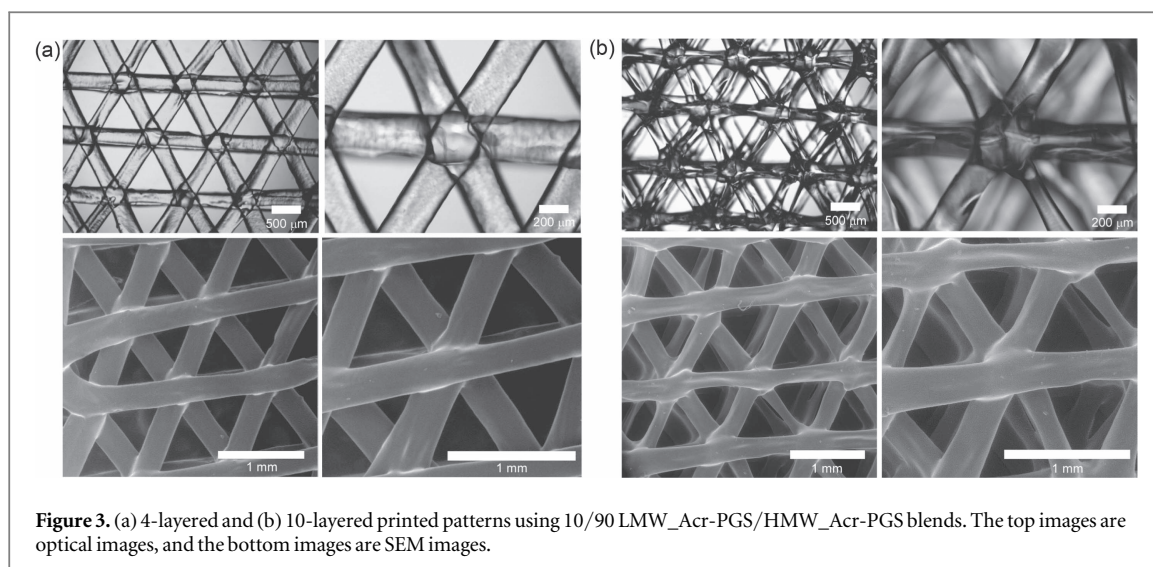 (a)
(b)
500 μm
200 μm
500 μm
200 μm
1 mm
1 mm
1 mm
1 mm
Figure 3. (a) 4-layered and (b) 10-layered printed patterns using 10/90 LMW_Acr-PGS/HMW_Acr-PGS blends. The top images are
optical images, and the bottom images are SEM images.